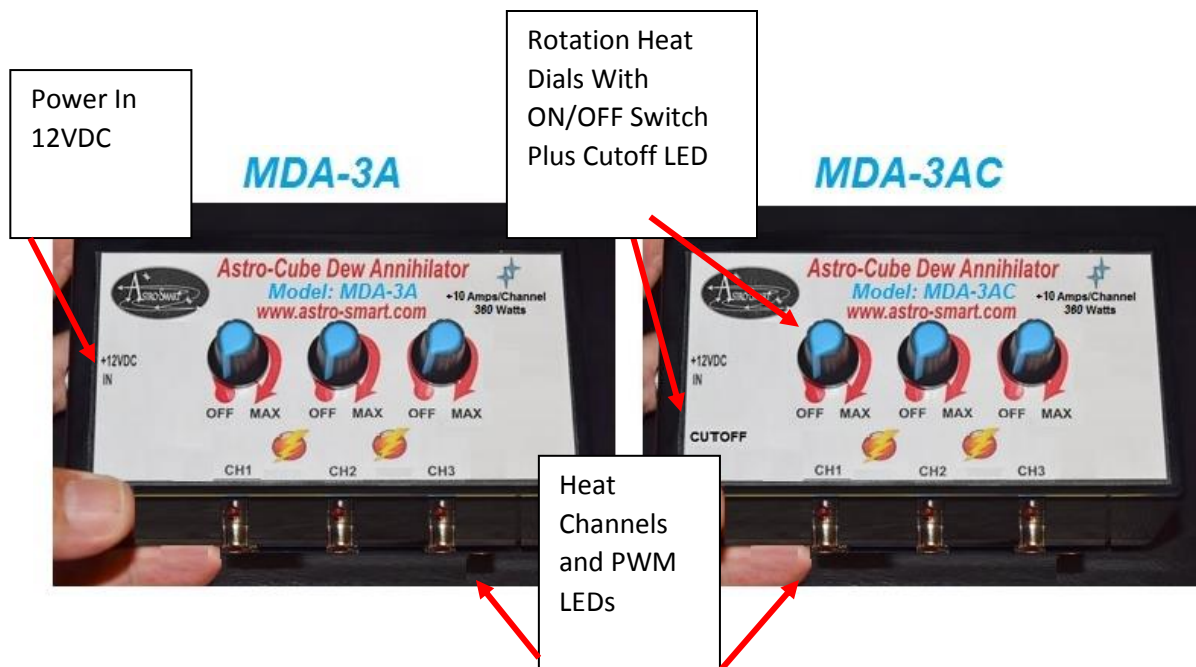 Power In
12VDC
Rotation Heat
Dials With
ON/OFF Switch
Plus Cutoff LED
MDA-3A
MDA-3AC
Astro-Cube Dew Annihilator
Model: MDA-3A
+10 Amps/Channel
360 Watts
www.astro-smart.com
ASTRO-SMART
+12VDC
IN
OFF MAX OFF MAX OFF MAX
CH1 CH2 CH3
Astro-Cube Dew Annihilator
Model: MDA-3AC
+10 Amps/Channel
360 Watts
www.astro-smart.com
ASTRO-SMART
+12VDC
IN
OFF MAX OFF MAX OFF MAX
CUTOFF
CH1 CH2 CH3
Heat
Channels
and PWM
LEDs